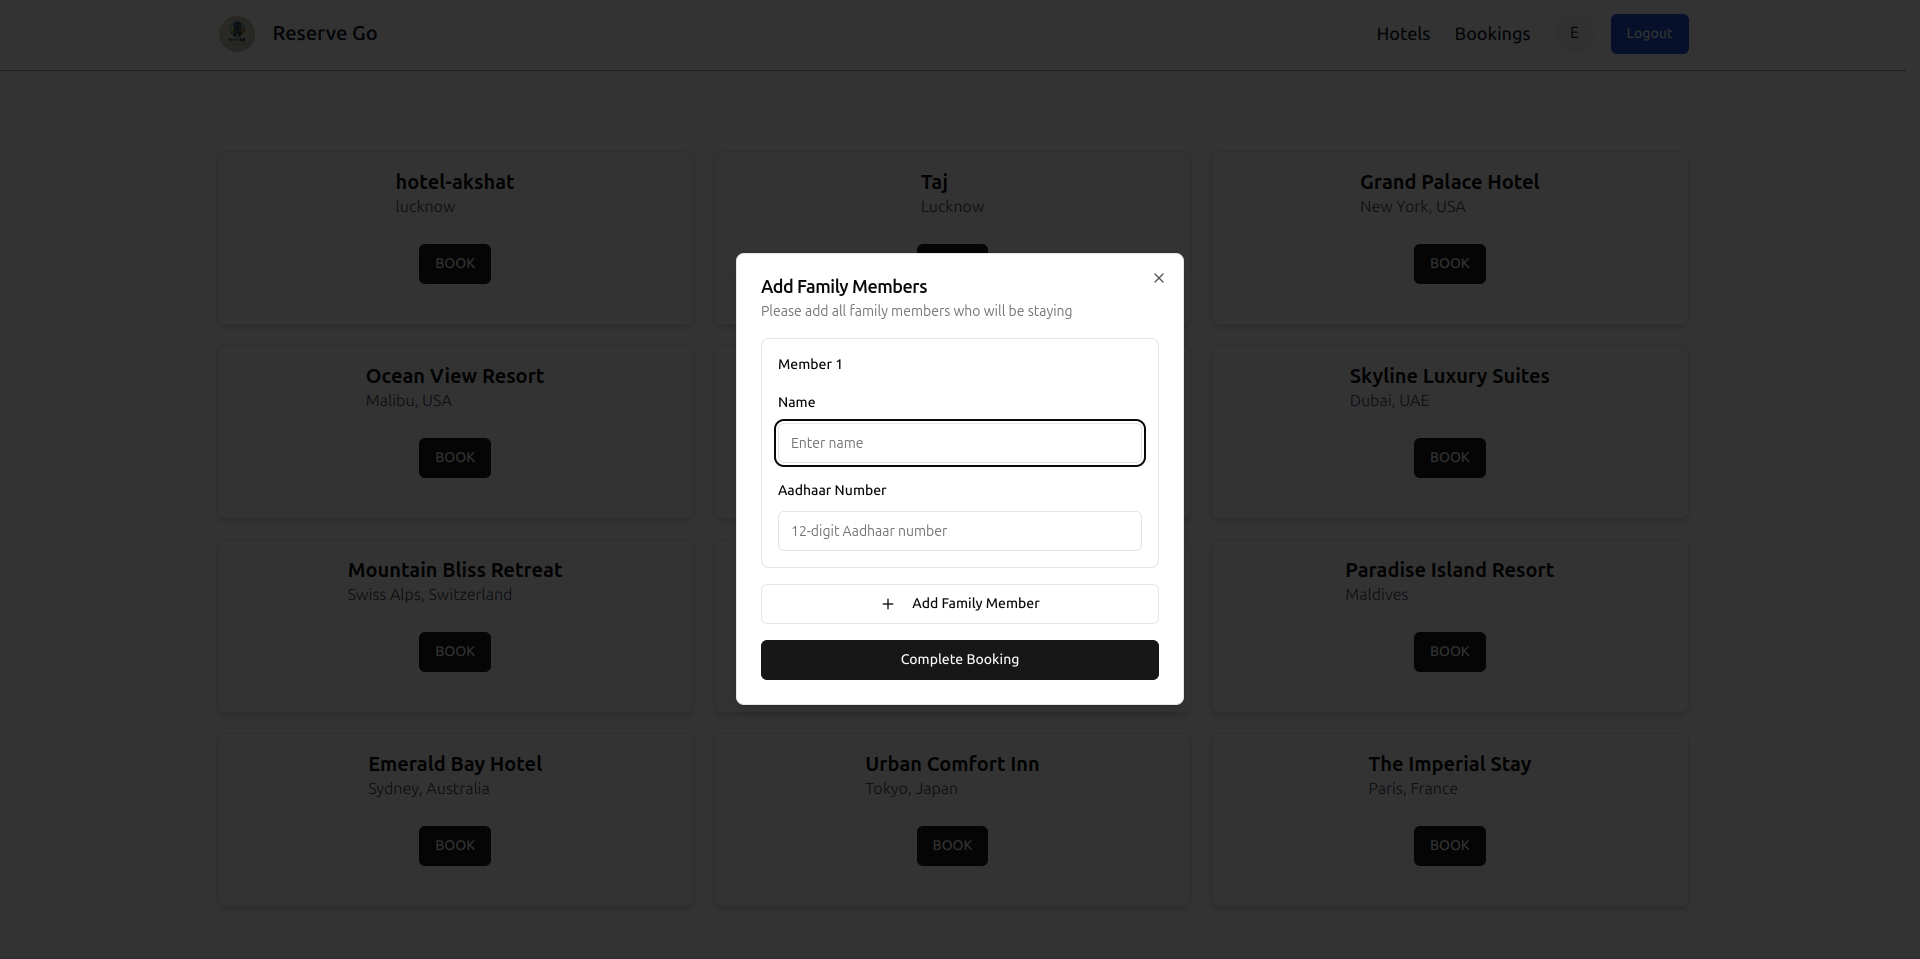 Reserve Go
Hotels
Bookings
E
Logout
hotel-akshat
lucknow
BOOK
Taj
Lucknow
Grand Palace Hotel
New York, USA
BOOK
Add Family Members
Please add all family members who will be staying
Member 1
Name
Enter name
Aadhaar Number
12-digit Aadhaar number
Add Family Member
Complete Booking
Ocean View Resort
Malibu, USA
BOOK
Skyline Luxury Suites
Dubai, UAE
BOOK
Mountain Bliss Retreat
Swiss Alps, Switzerland
BOOK
Paradise Island Resort
Maldives
BOOK
Emerald Bay Hotel
Sydney, Australia
BOOK
Urban Comfort Inn
Tokyo, Japan
BOOK
The Imperial Stay
Paris, France
BOOK